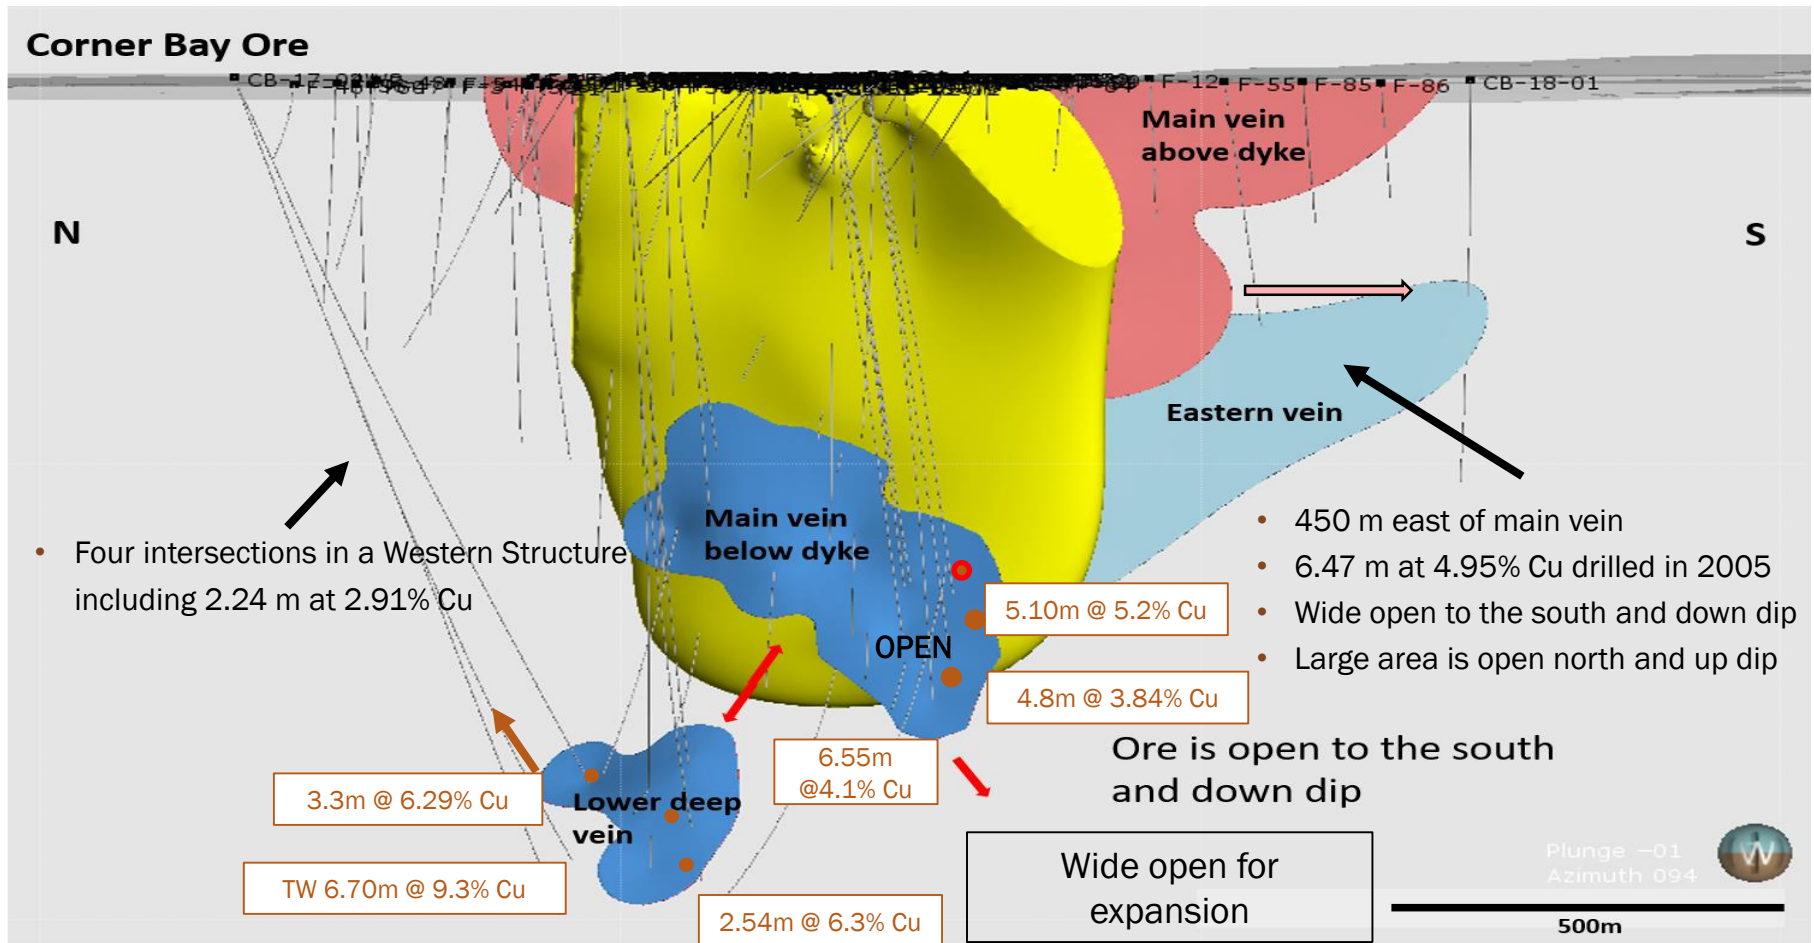 Corner Bay Ore
F-12
F-55
F-85
F-86
CB-18-01
Main vein
above dyke
N
S
Eastern vein
Main vein
below dyke
• Four intersections in a Western Structure
including 2.24 m at 2.91% Cu
• 450 m east of main vein
• 6.47 m at 4.95% Cu drilled in 2005
• Wide open to the south and down dip
• Large area is open north and up dip
5.10m @ 5.2% Cu
OPEN
4.8m @ 3.84% Cu
6.55m
@4.1% Cu
Ore is open to the south
and down dip
3.3m @ 6.29% Cu
Lower deep
vein
TW 6.70m @ 9.3% Cu
2.54m @ 6.3% Cu
Wide open for
expansion
Plunge −01
Azimuth 094
W
500m